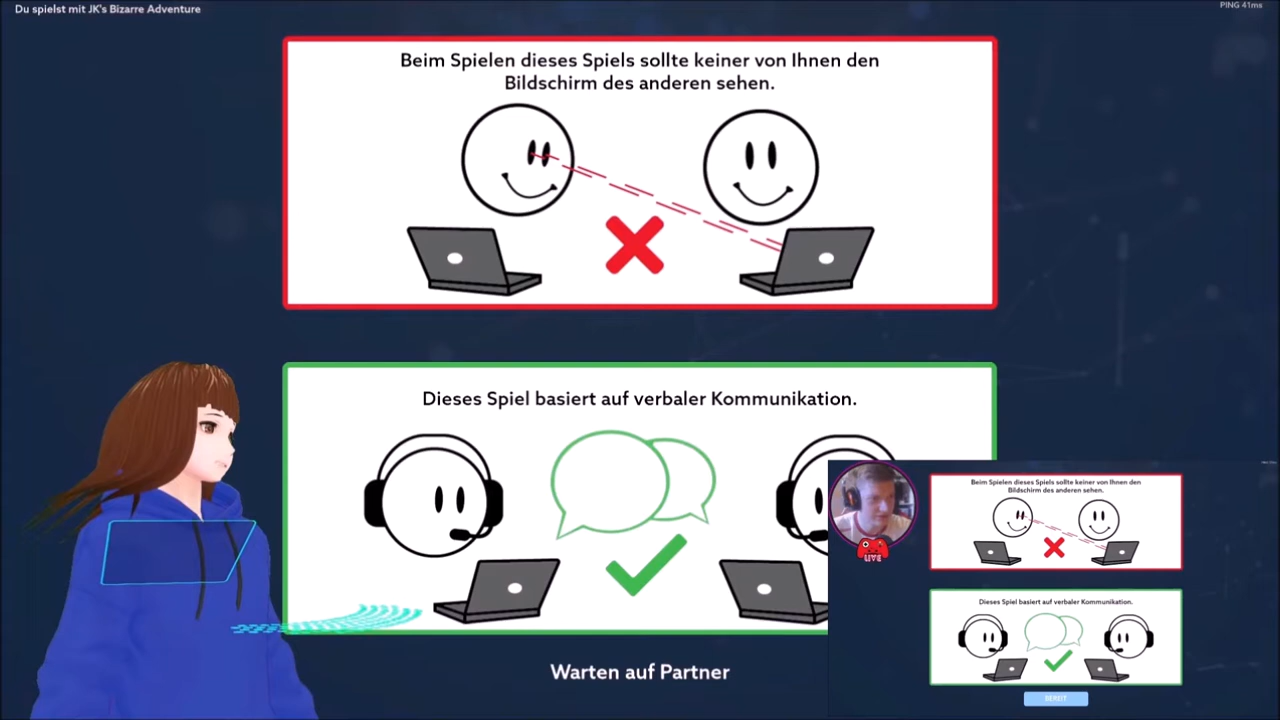 Du spielst mit JK's Bizarre Adventure
PING 41ms
Beim Spielen dieses Spiels sollte keiner von Ihnen den
Bildschirm des anderen sehen.
Dieses Spiel basiert auf verbaler Kommunikation.
Warten auf Partner
LIVE
Beim Spielen dieses Spiels sollte keiner von Ihnen den
Bildschirm des anderen sehen.
Dieses Spiel basiert auf verbaler Kommunikation.
BEREIT